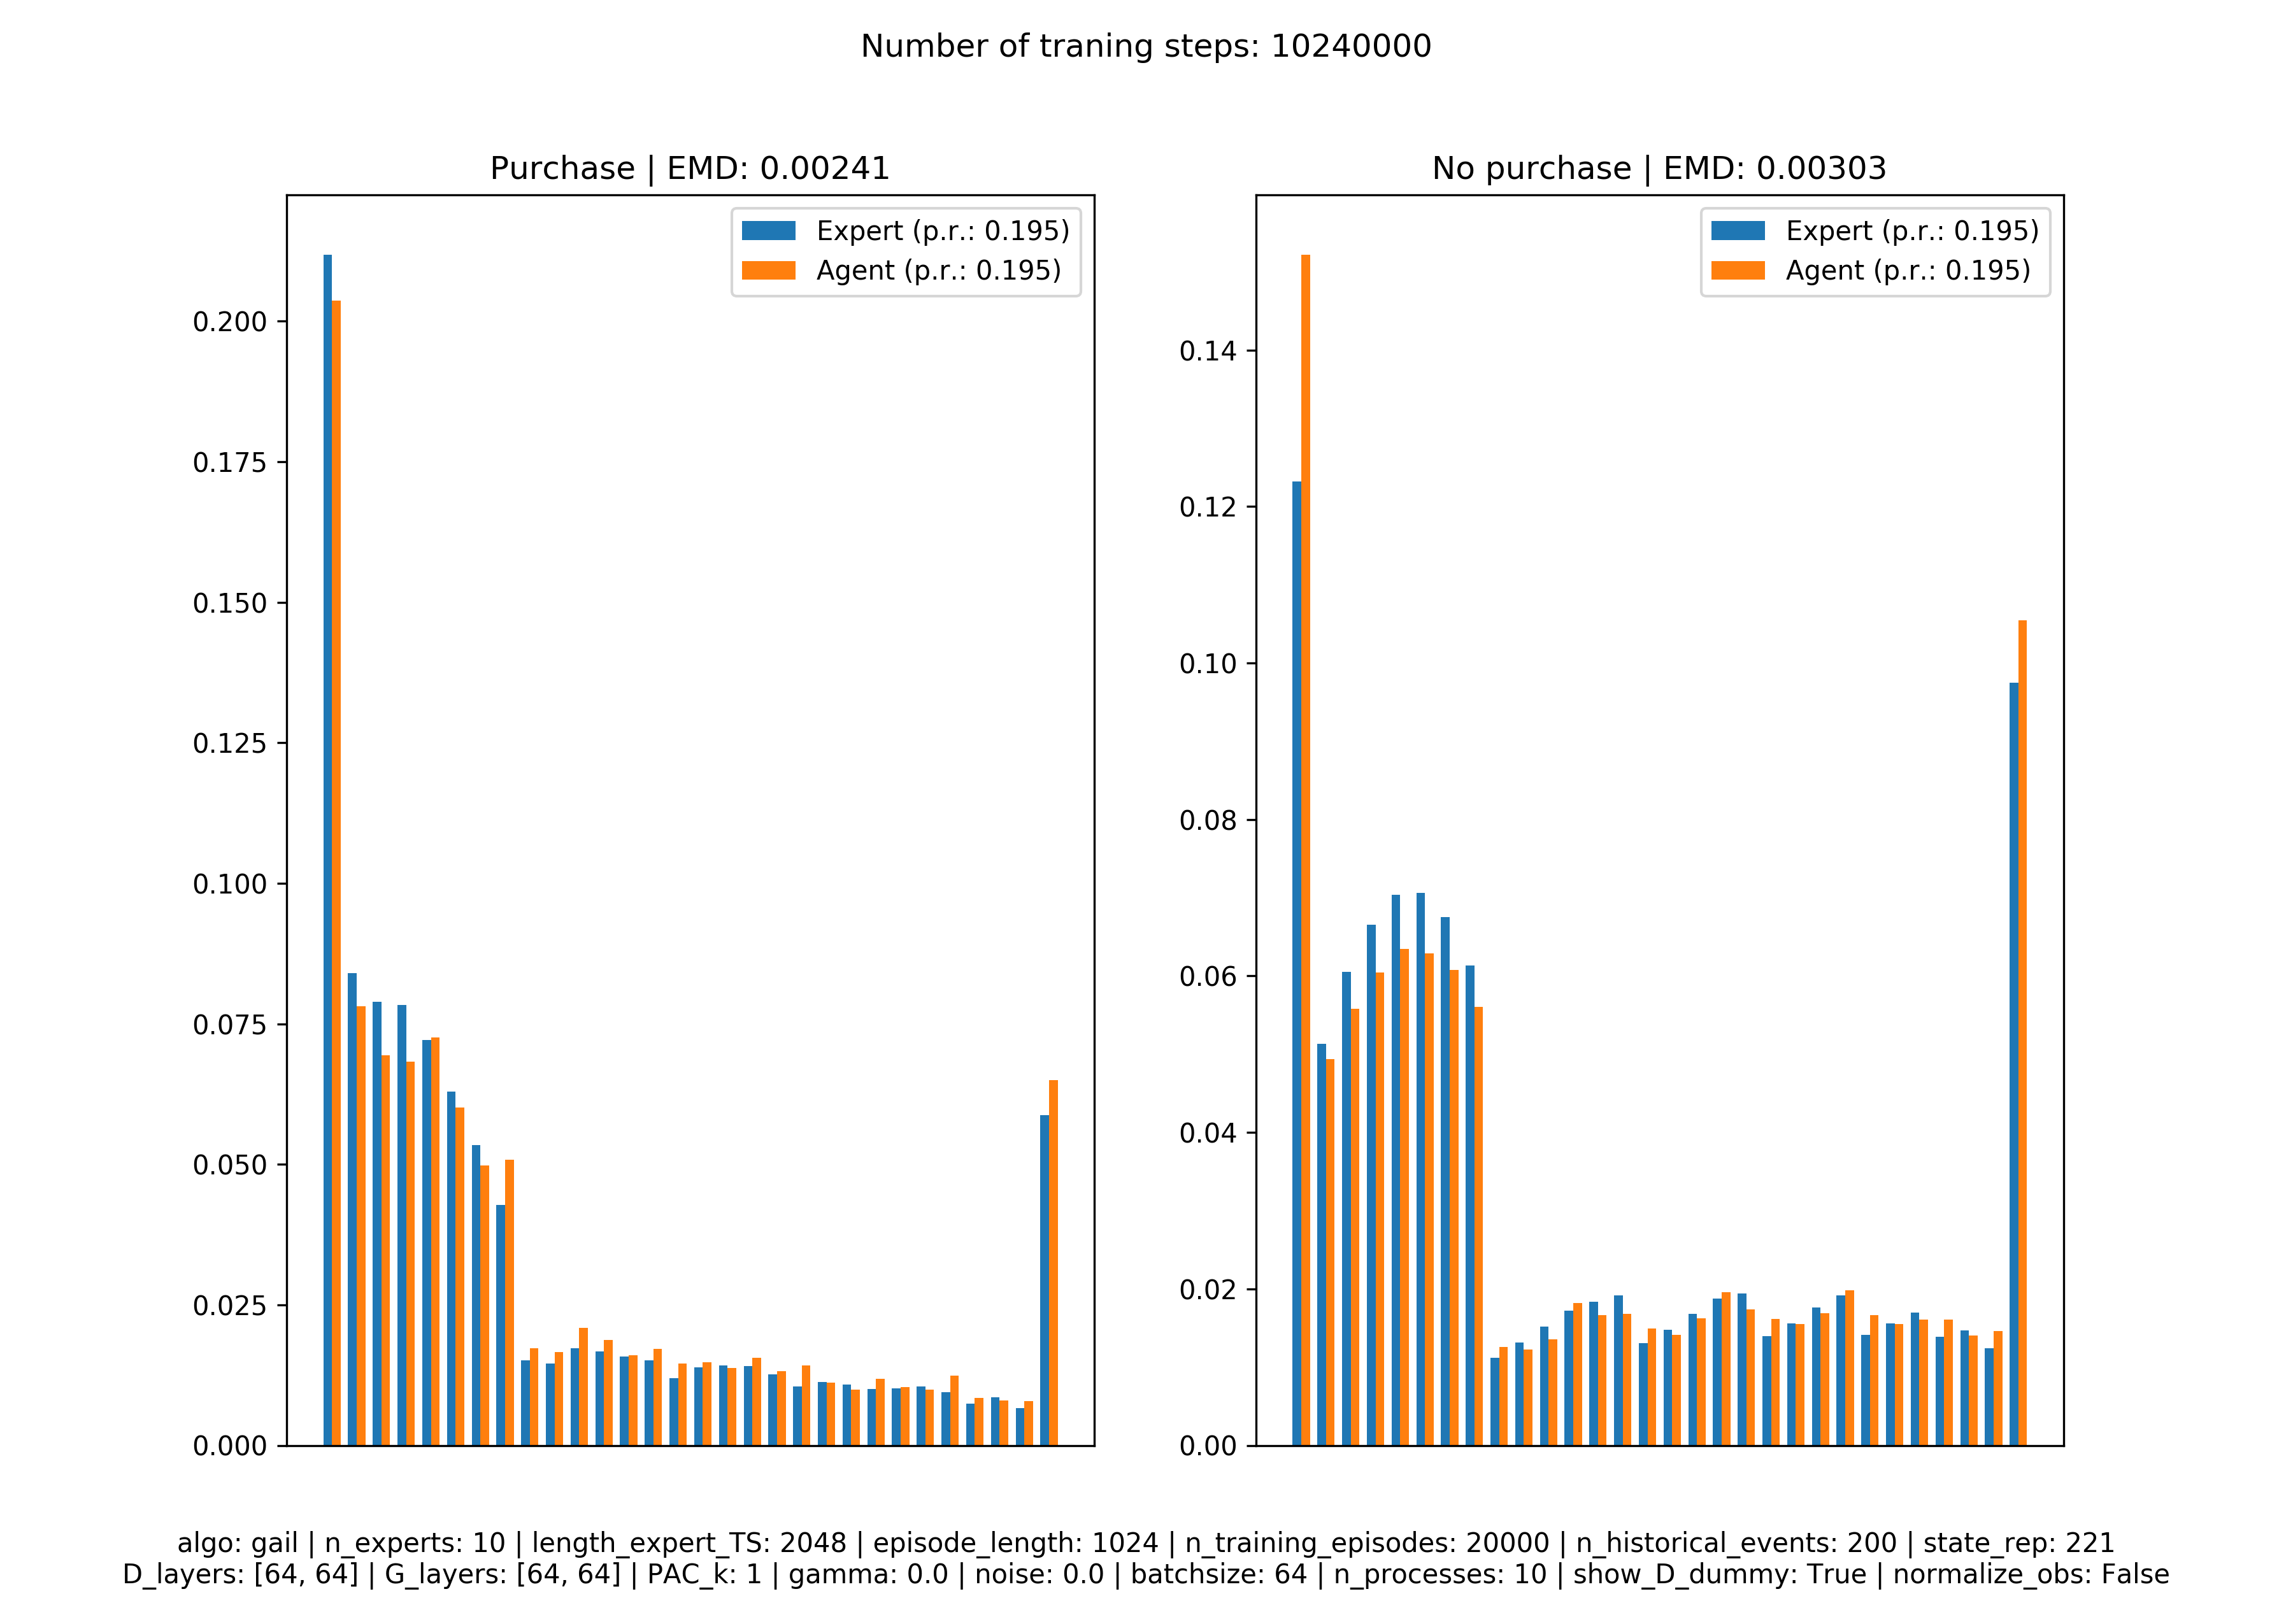 Number of traning steps: 10240000
Purchase | EMD: 0.00241
Expert (p.r.: 0.195)
Agent (p.r.: 0.195)
0.200
0.175
0.150
0.125
0.100
0.075
0.050
0.025
0.000
No purchase | EMD: 0.00303
Expert (p.r.: 0.195)
Agent (p.r.: 0.195)
0.14
0.12
0.10
0.08
0.06
0.04
0.02
0.00
algo: gail | n_experts: 10 | length_expert_TS: 2048 | episode_length: 1024 | n_training_episodes: 20000 | n_historical_events: 200 | state_rep: 221
D_layers: [64, 64] | G_layers: [64, 64] | PAC_k: 1 | gamma: 0.0 | noise: 0.0 | batchsize: 64 | n_processes: 10 | show_D_dummy: True | normalize_obs: False